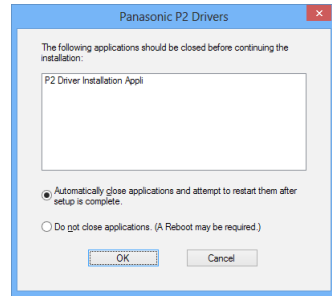 Panasonic P2 Drivers
The following applications should be closed before continuing the
installation:
P2 Driver Installation Appli
Automatically close applications and attempt to restart them after
setup is complete.
Do not close applications. (A Reboot may be required.)
OK
Cancel